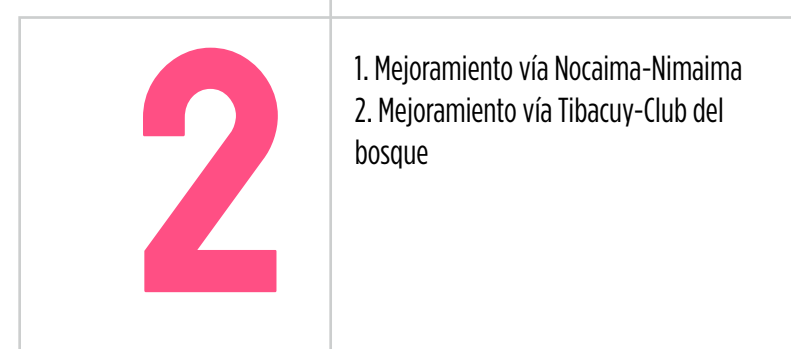 2
1. Mejoramiento vía Nocaima-Nimaima
2. Mejoramiento vía Tibacuy-Club del
bosque